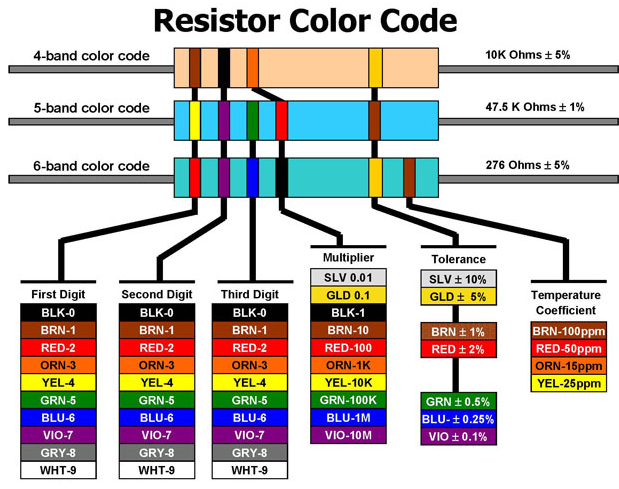 Resistor Color Code
4-band color code
10K Ohms ± 5%
5-band color code
47.5 K Ohms ± 1%
6-band color code
276 Ohms ± 5%
First Digit
BLK-0
BRN-1
RED-2
ORN-3
YEL-4
GRN-5
BLU-6
VIO-7
GRY-8
WHT-9
Second Digit
BLK-0
BRN-1
RED-2
ORN-3
YEL-4
GRN-5
BLU-6
VIO-7
GRY-8
WHT-9
Third Digit
BLK-0
BRN-1
RED-2
ORN-3
YEL-4
GRN-5
BLU-6
VIO-7
GRY-8
WHT-9
Multiplier
SLV 0.01
GLD 0.1
BLK-1
BRN-10
RED-100
ORN-1K
YEL-10K
GRN-100K
BLU-1M
VIO-10M
Tolerance
SLV ± 10%
GLD ± 5%
BRN ± 1%
RED ± 2%
GRN ± 0.5%
BLU- ± 0.25%
VIO ± 0.1%
Temperature
Coefficient
BRN-100ppm
RED-50ppm
ORN-15ppm
YEL-25ppm